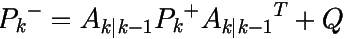 $P_k{}^- = A_{k|k-1} P_k{}^+ A_{k|k-1}{}^T + Q$